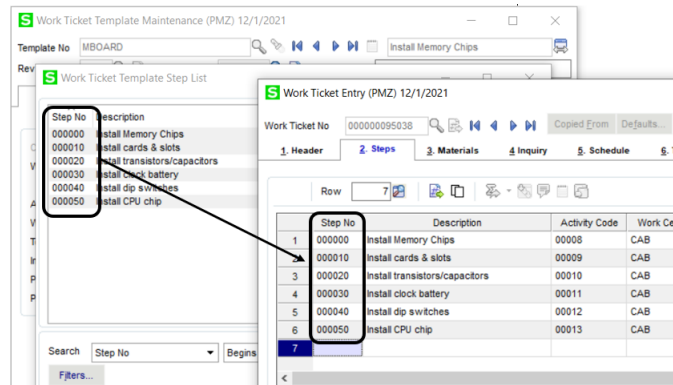 S Work Ticket Template Maintenance (PMZ) 12/1/2021
Template No MBOARD Install Memory Chips
S Work Ticket Template Step List
Step No Description
000000 Install Memory Chips
000010 Install cards & slots
000020 Install transistors/capacitors
000030 Install clock battery
000040 Install dip switches
000050 Install CPU chip
Search Step No Begins
Filters...
S Work Ticket Entry (PMZ) 12/1/2021
Work Ticket No 000000095038 Copied From Defaults...
1. Header 2. Steps 3. Materials 4 Inquiry 5. Schedule 6.
Row 7
Step No Description Activity Code Work Ce
1 000000 Install Memory Chips 00008 CAB
2 000010 Install cards & slots 00009 CAB
3 000020 Install transistors/capacitors 00010 CAB
4 000030 Install clock battery 00011 CAB
5 000040 Install dip switches 00012 CAB
6 000050 Install CPU chip 00013 CAB
7